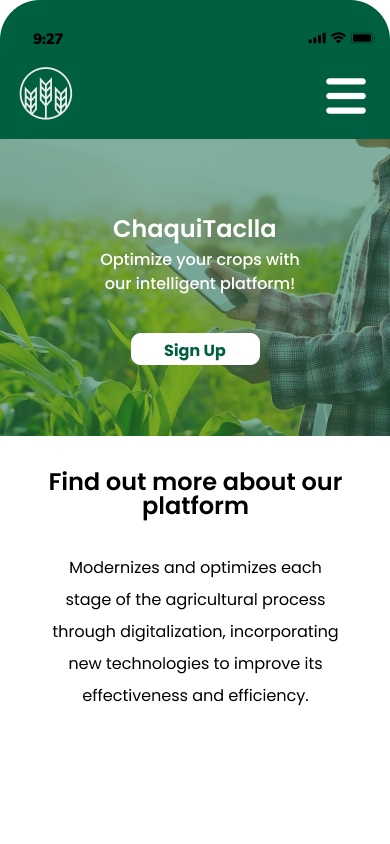 9:27
ChaquiTaclla
Optimize your crops with
our intelligent platform!
Sign Up
Find out more about our
platform
Modernizes and optimizes each
stage of the agricultural process
through digitalization, incorporating
new technologies to improve its
effectiveness and efficiency.